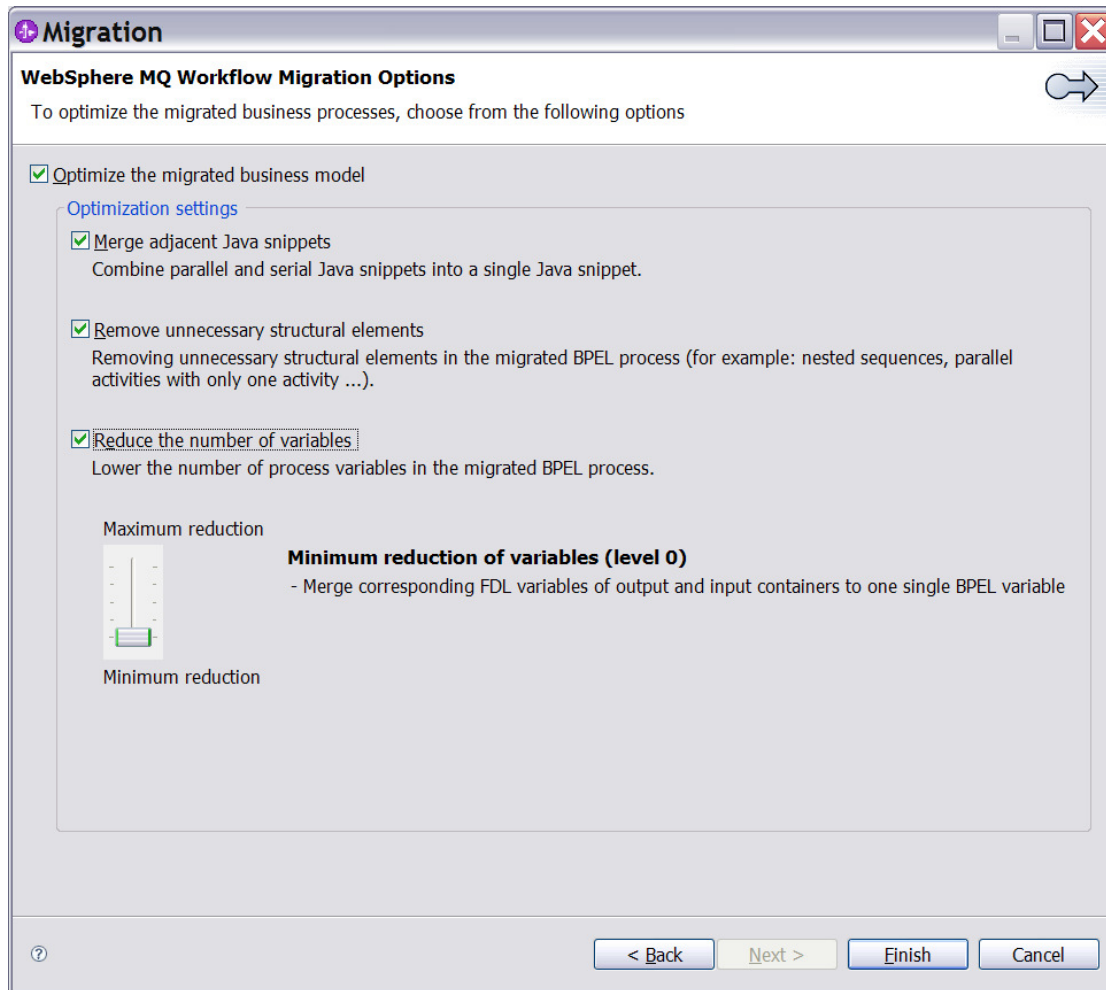 Migration
WebSphere MQ Workflow Migration Options
To optimize the migrated business processes, choose from the following options
Optimize the migrated business model
Optimization settings
Merge adjacent Java snippets
Combine parallel and serial Java snippets into a single Java snippet.
Remove unnecessary structural elements
Removing unnecessary structural elements in the migrated BPEL process (for example: nested sequences, parallel
activities with only one activity ...).
Reduce the number of variables
Lower the number of process variables in the migrated BPEL process.
Maximum reduction
Minimum reduction of variables (level 0)
- Merge corresponding FDL variables of output and input containers to one single BPEL variable
Minimum reduction
?
< Back
Next >
Finish
Cancel